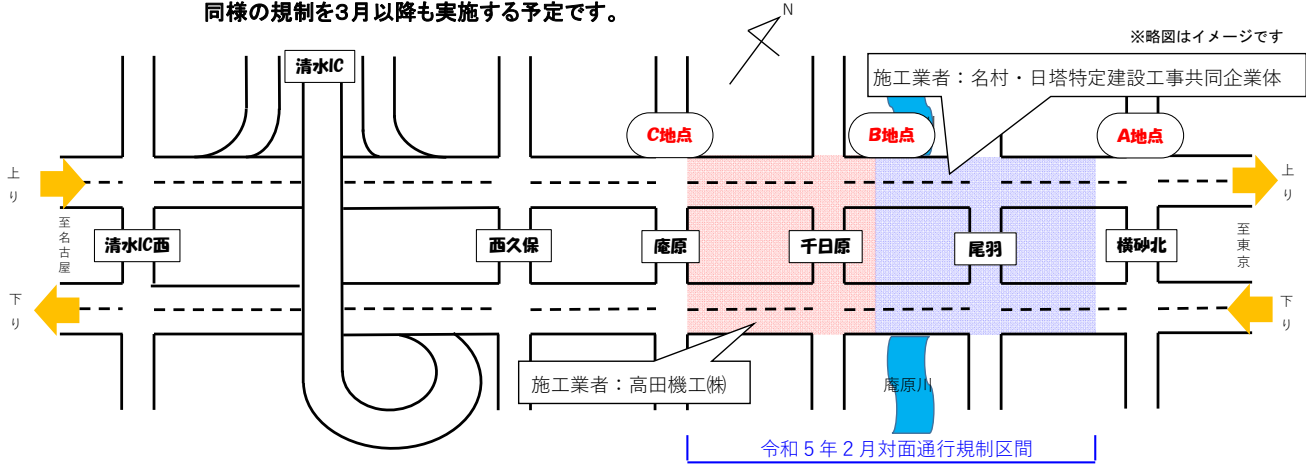 同様の規制を3月以降も実施する予定です。
N
※略図はイメージです
清水IC
施工業者：名村・日塔特定建設工事共同企業体
C地点
B地点
A地点
上り
上り
至名古屋
清水IC西
西久保
庵原
千日原
尾羽
横砂北
至東京
下り
下り
施工業者：高田機工㈱
庵原川
令和５年２月対面通行規制区間